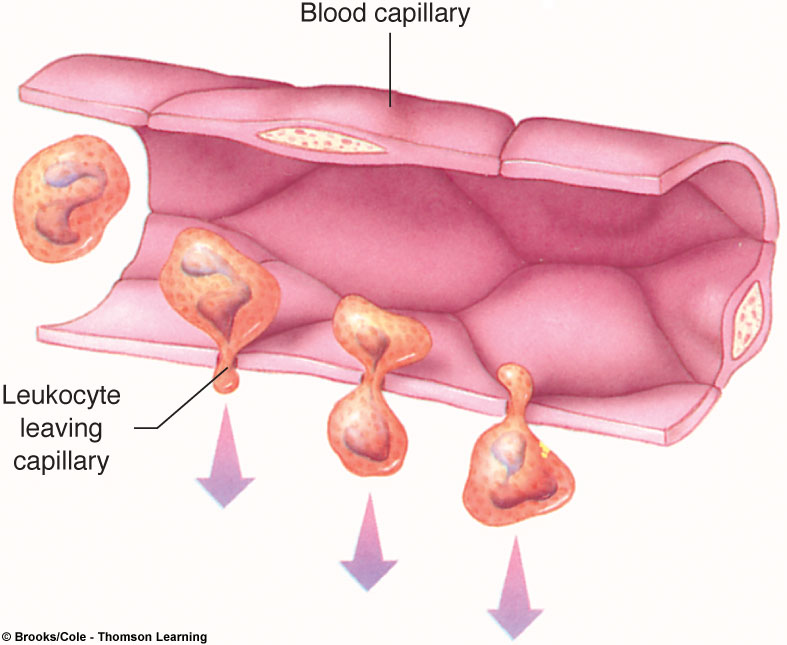 Blood capillary
Leukocyte
leaving
capillary
© Brooks/Cole - Thomson Learning